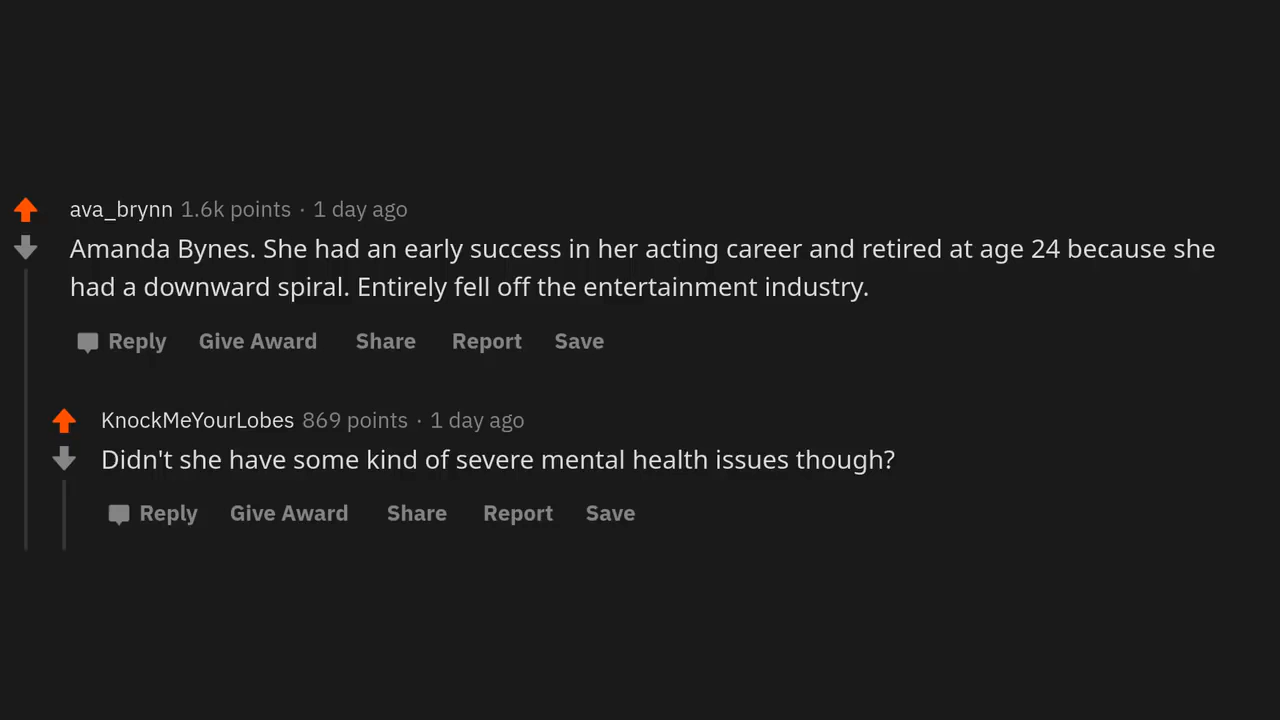 ava_brynn 1.6k points · 1 day ago
Amanda Bynes. She had an early success in her acting career and retired at age 24 because she
had a downward spiral. Entirely fell off the entertainment industry.
Reply Give Award Share Report Save
KnockMeYourLobes 869 points · 1 day ago
Didn't she have some kind of severe mental health issues though?
Reply Give Award Share Report Save